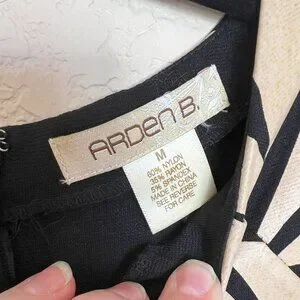 ARDEN B.
M
60% NYLON
35% RAYON
5% SPANDEX
MADE IN CHINA
SEE REVERSE
FOR CARE